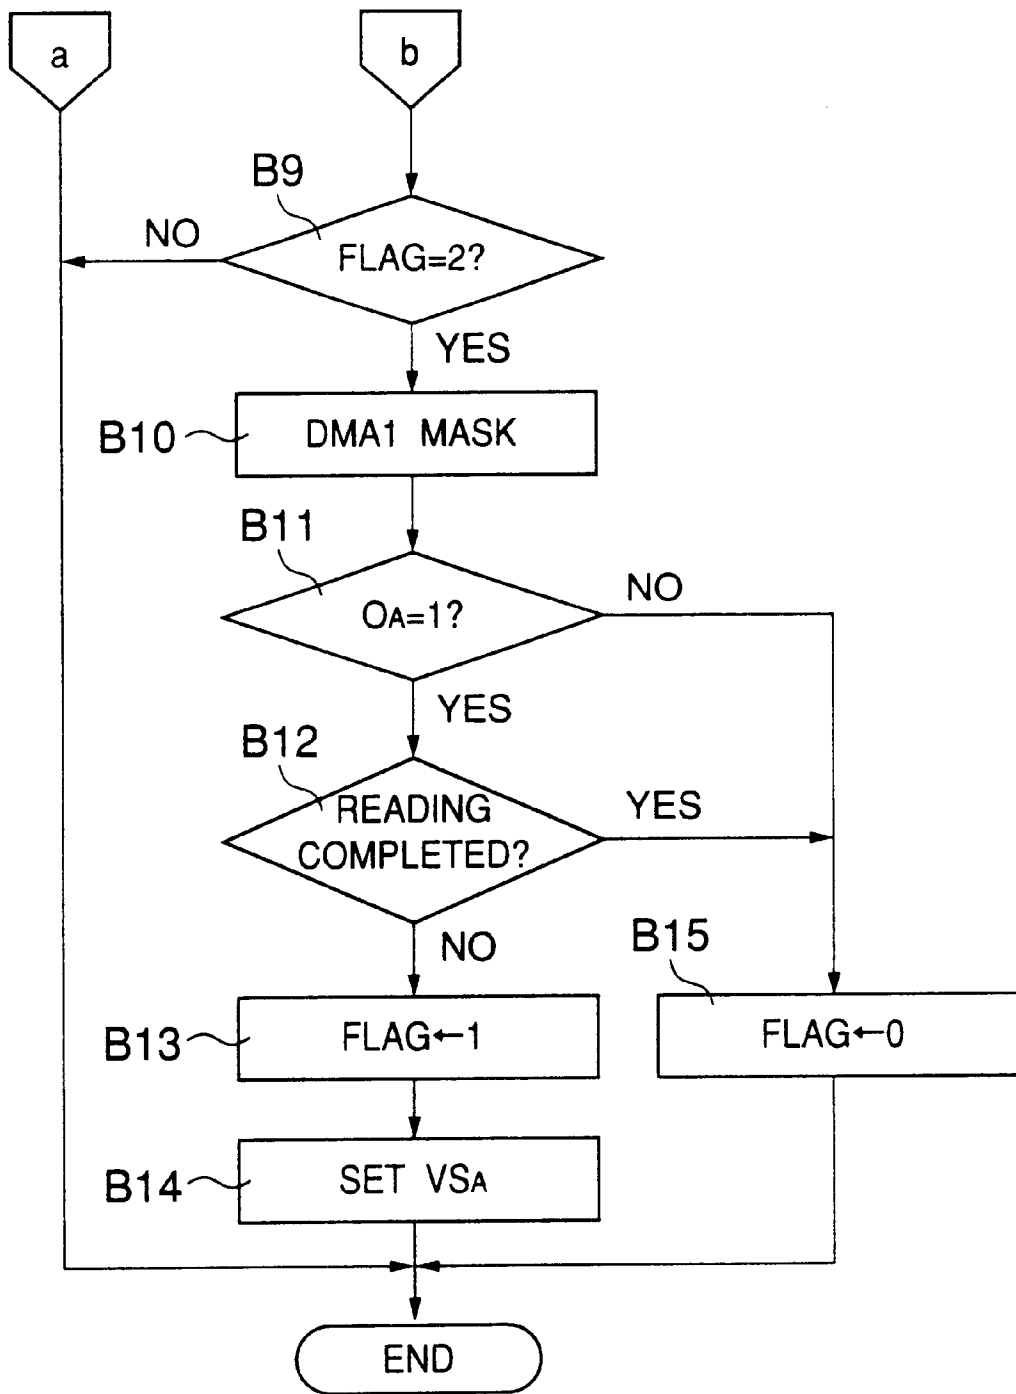 a
b
B9
NO
FLAG=2?
YES
B10
DMA1 MASK
B11
NO
OA=1?
YES
B12
READING
COMPLETED?
YES
NO
B15
B13
FLAG←1
FLAG←0
B14
SET VSA
END